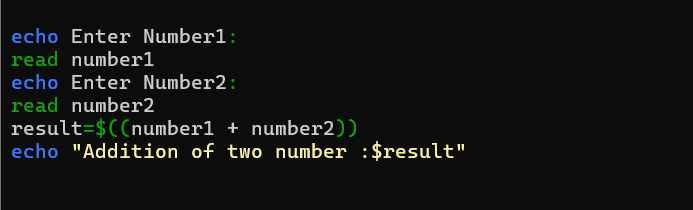 echo Enter Number1:
read number1
echo Enter Number2:
read number2
result=$((number1 + number2))
echo "Addition of two number :$result"